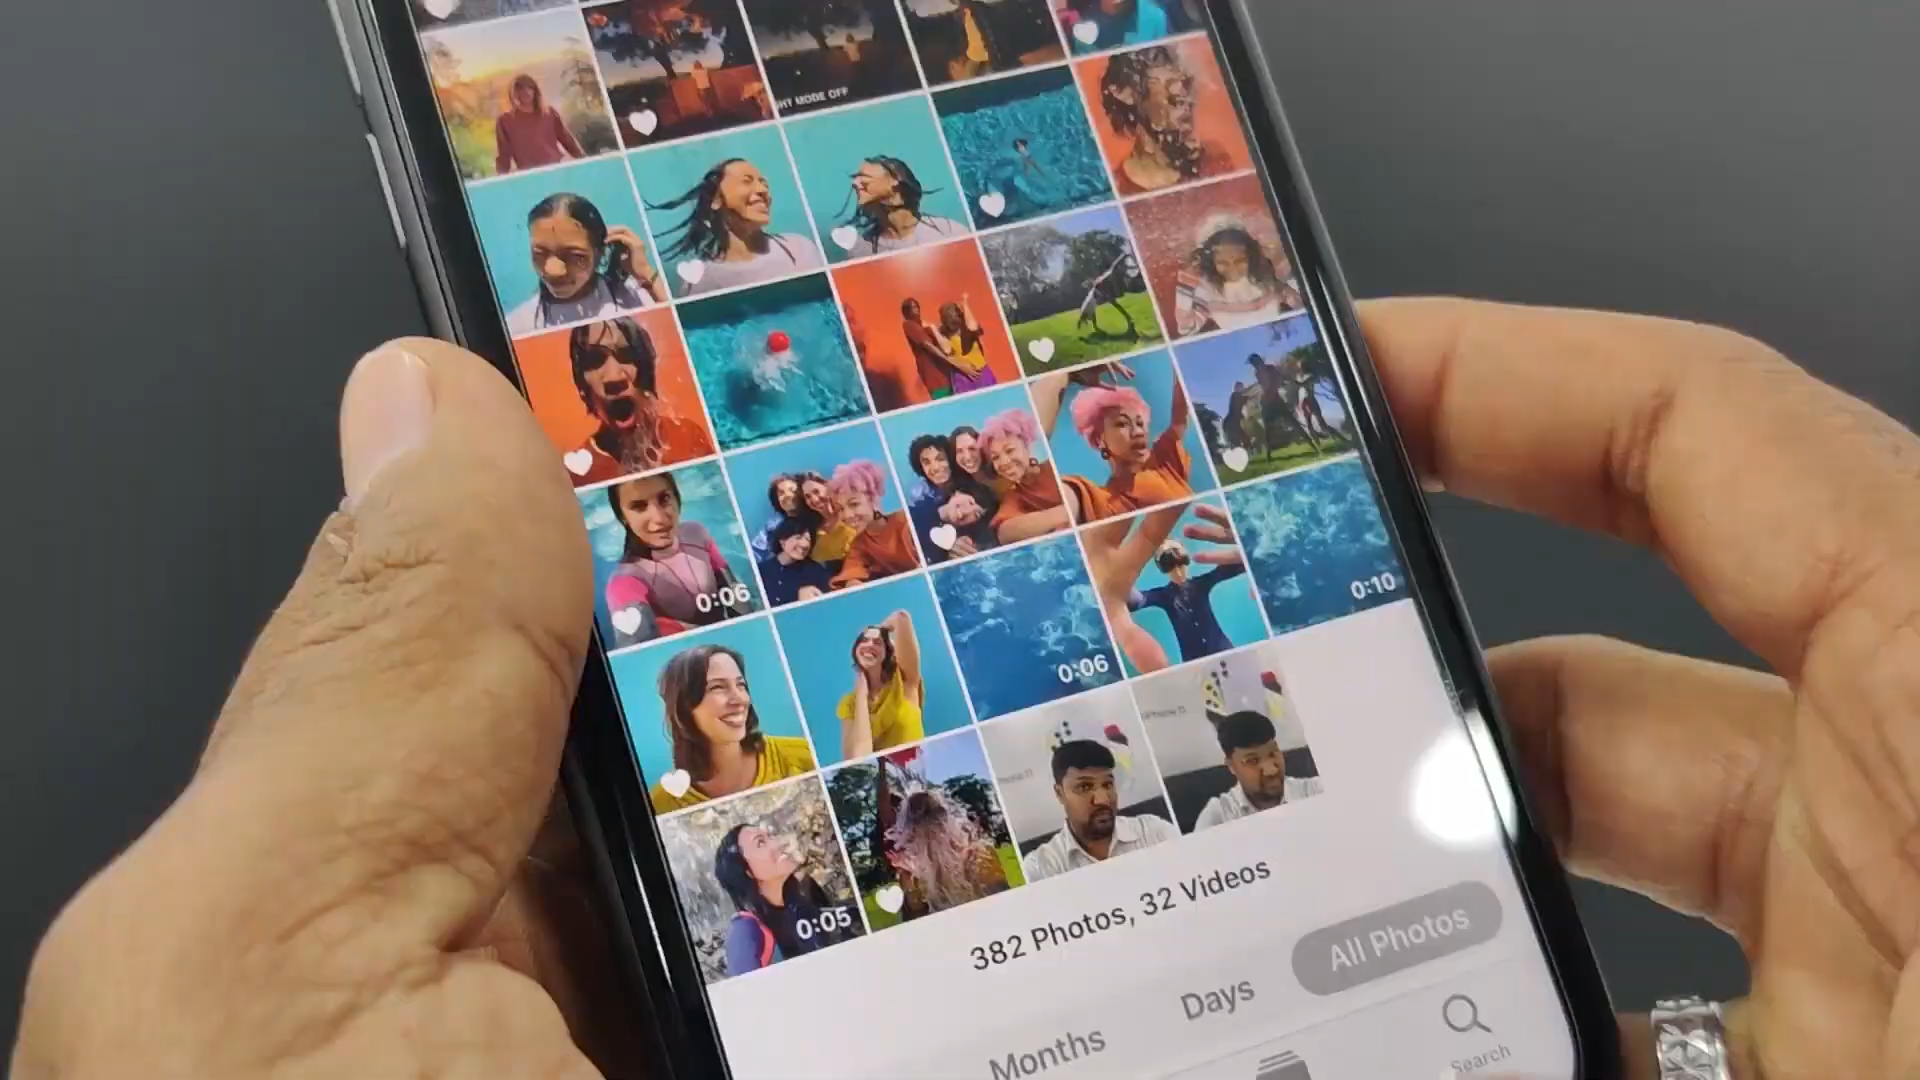 HT MODE OFF
0:06
0:10
0:06
0:05
382 Photos, 32 Videos
Months
Days
All Photos
Search